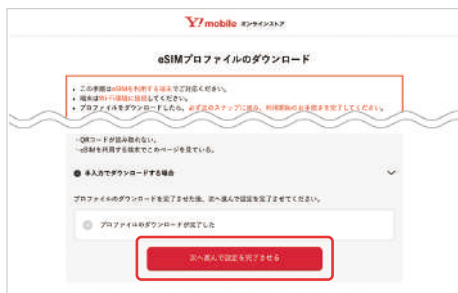 Y!mobile オンラインストア
eSIMプロファイルのダウンロード
・ この手順はeSIMを利用する端末でご対応ください。
・ 端末はWi-Fi環境に接続してください。
・ プロファイルをダウンロードしたら、必ず次のステップに進み、利用開始のお手続きを完了してください。
-QRコードが読み取れない。
-eSIMを利用する端末でこのページを見ている。
手入力でダウンロードする場合
プロファイルのダウンロードを完了させた後、次へ進んで設定を完了させてください。
プロファイルのダウンロードが完了した
次へ進んで設定を完了させる